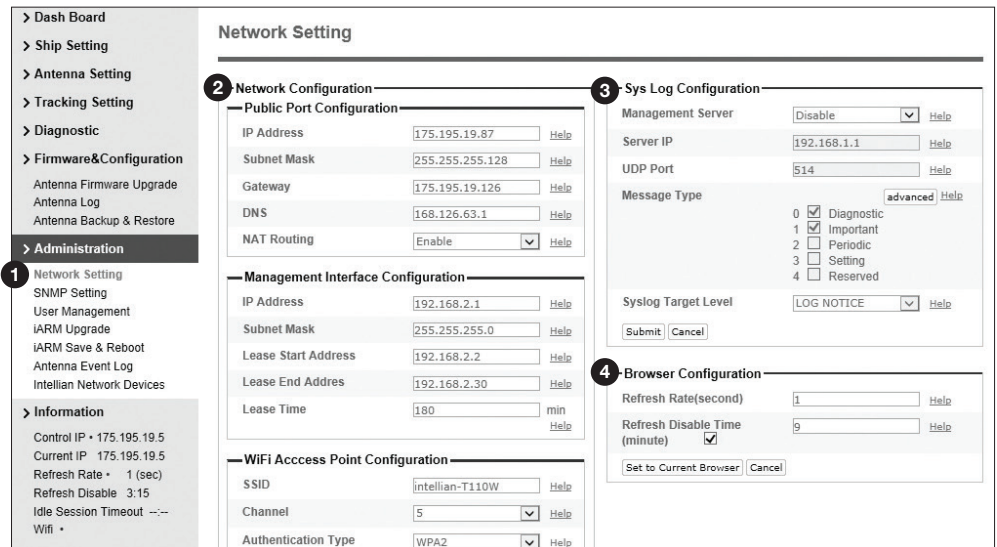 > Dash Board
> Ship Setting
> Antenna Setting
> Tracking Setting
> Diagnostic
> Firmware&Configuration
Antenna Firmware Upgrade
Antenna Log
Antenna Backup & Restore
> Administration
1 Network Setting
SNMP Setting
User Management
iARM Upgrade
iARM Save & Reboot
Antenna Event Log
Intellian Network Devices
> Information
Control IP • 175.195.19.5
Current IP 175.195.19.5
Refresh Rate • 1 (sec)
Refresh Disable 3:15
Idle Session Timeout --:--
Wifi •
Network Setting
2 Network Configuration
Public Port Configuration
IP Address 175.195.19.87 Help
Subnet Mask 255.255.255.128 Help
Gateway 175.195.19.126 Help
DNS 168.126.63.1 Help
NAT Routing Enable Help
Management Interface Configuration
IP Address 192.168.2.1 Help
Subnet Mask 255.255.255.0 Help
Lease Start Address 192.168.2.2 Help
Lease End Addres 192.168.2.30 Help
Lease Time 180 min
Help
WiFi Acccess Point Configuration
SSID intellian-T110W Help
Channel 5 Help
Authentication Type WPA2 Help
3 Sys Log Configuration
Management Server Disable Help
Server IP 192.168.1.1 Help
UDP Port 514 Help
Message Type advanced Help
0 Diagnostic
1 Important
2 Periodic
3 Setting
4 Reserved
Syslog Target Level LOG NOTICE Help
Submit Cancel
4 Browser Configuration
Refresh Rate(second) 1 Help
Refresh Disable Time 9 Help
(minute)
Set to Current Browser Cancel